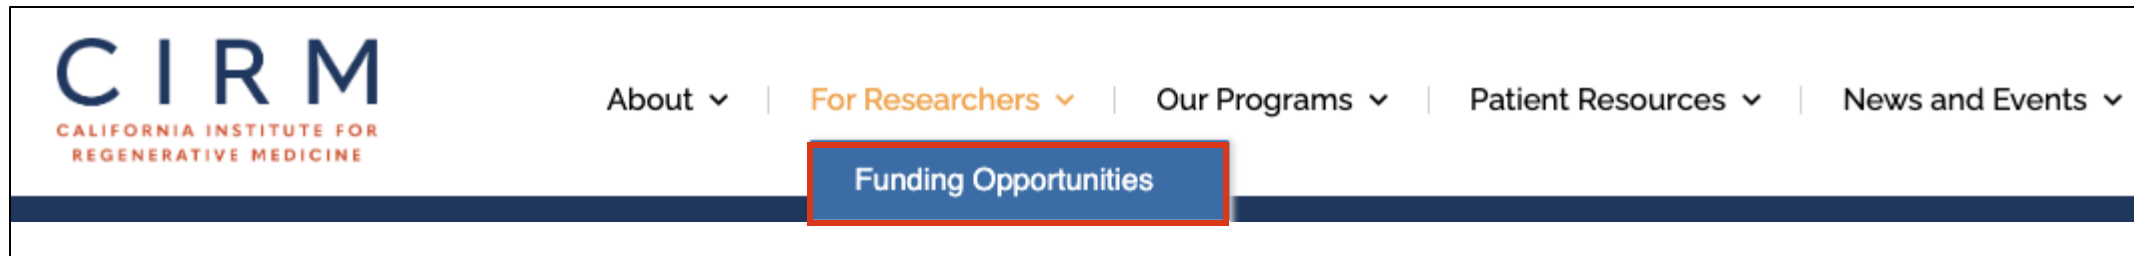 CIRM
CALIFORNIA INSTITUTE FOR
REGENERATIVE MEDICINE
About
For Researchers
Our Programs
Patient Resources
News and Events
Funding Opportunities